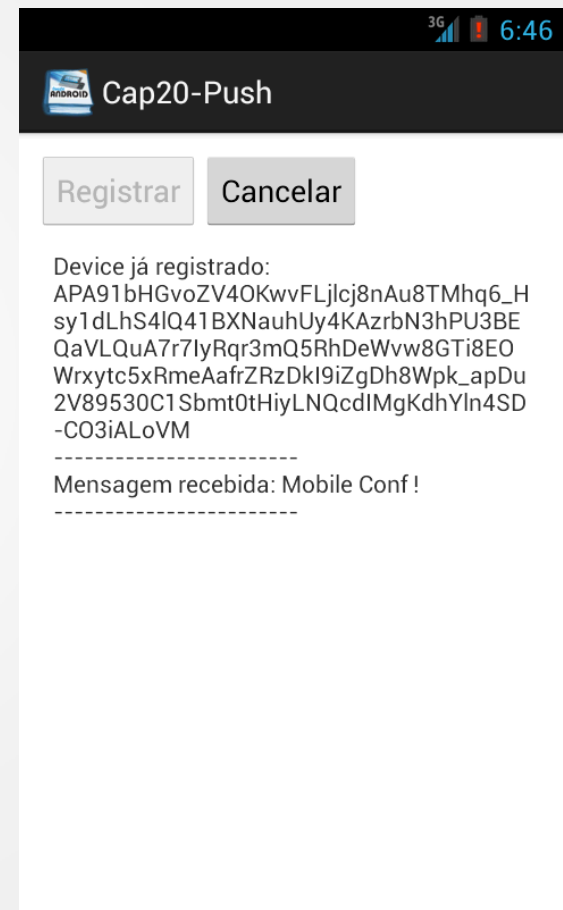 3G 6:46
ANDROID Cap20-Push
Registrar Cancelar
Device já registrado:
APA91bHGvoZV4OKwvFLjlcj8nAu8TMhq6_H
sy1dLhS4lQ41BXNauhUy4KAzrbN3hPU3BE
QaVLQuA7r7IyRqr3mQ5RhDeWvw8GTi8EO
Wrxytc5xRmeAafrZRzDkI9iZgDh8Wpk_apDu
2V89530C1Sbmt0tHiyLNQcdIMgKdhYln4SD
-CO3iALoVM
------------------------
Mensagem recebida: Mobile Conf !
------------------------